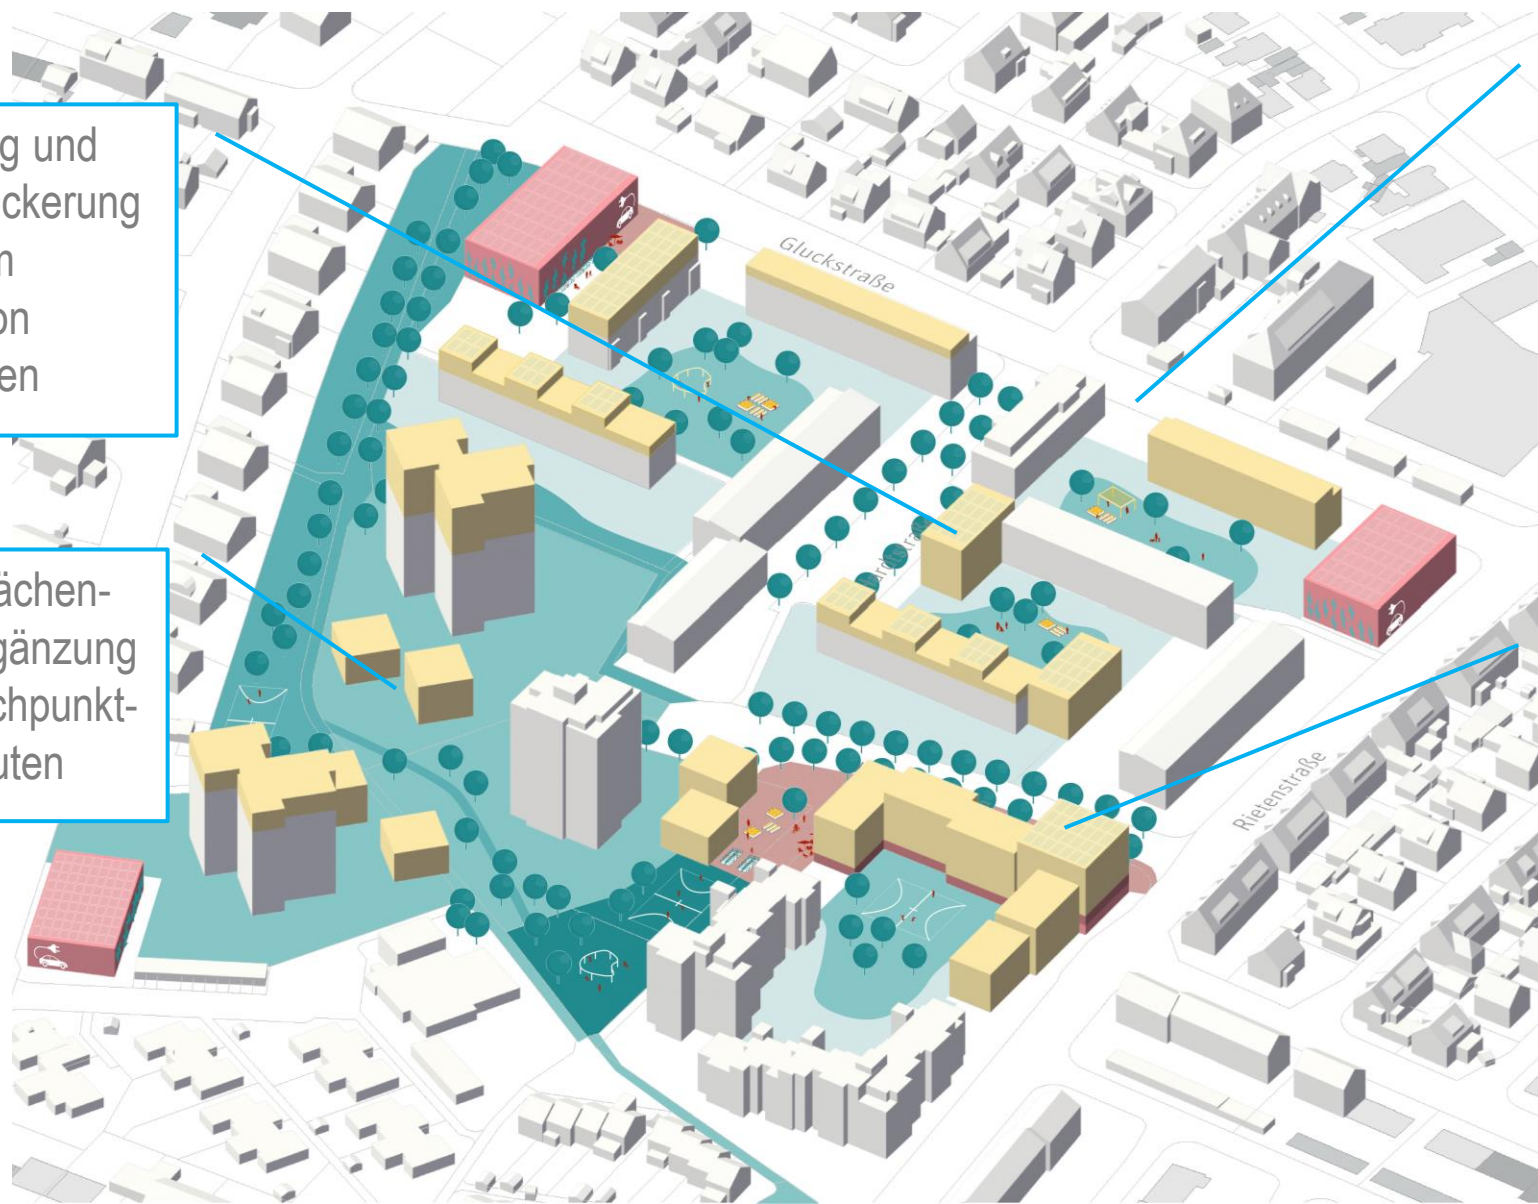 g und
ckerung
n
on
en
ächen-
gänzung
chpunkt-
uten
Gluckstraße
Rietenstraße